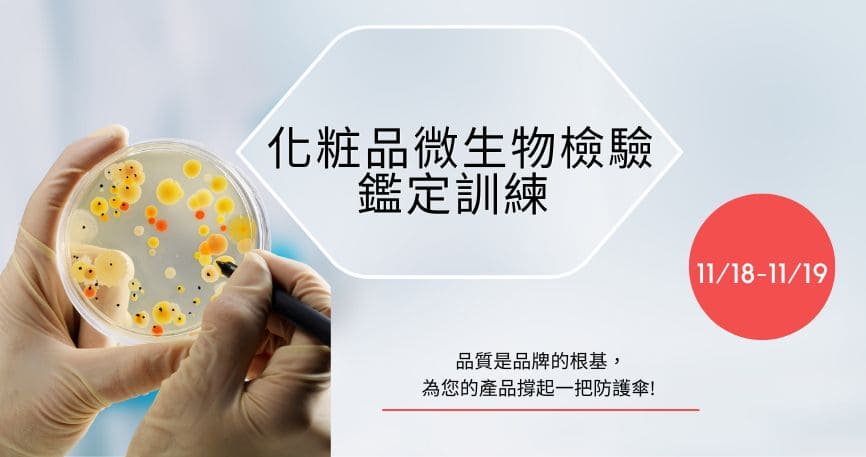 化粧品微生物檢驗
鑑定訓練
11/18-11/19
品質是品牌的根基，
為您的產品撐起一把防護傘!